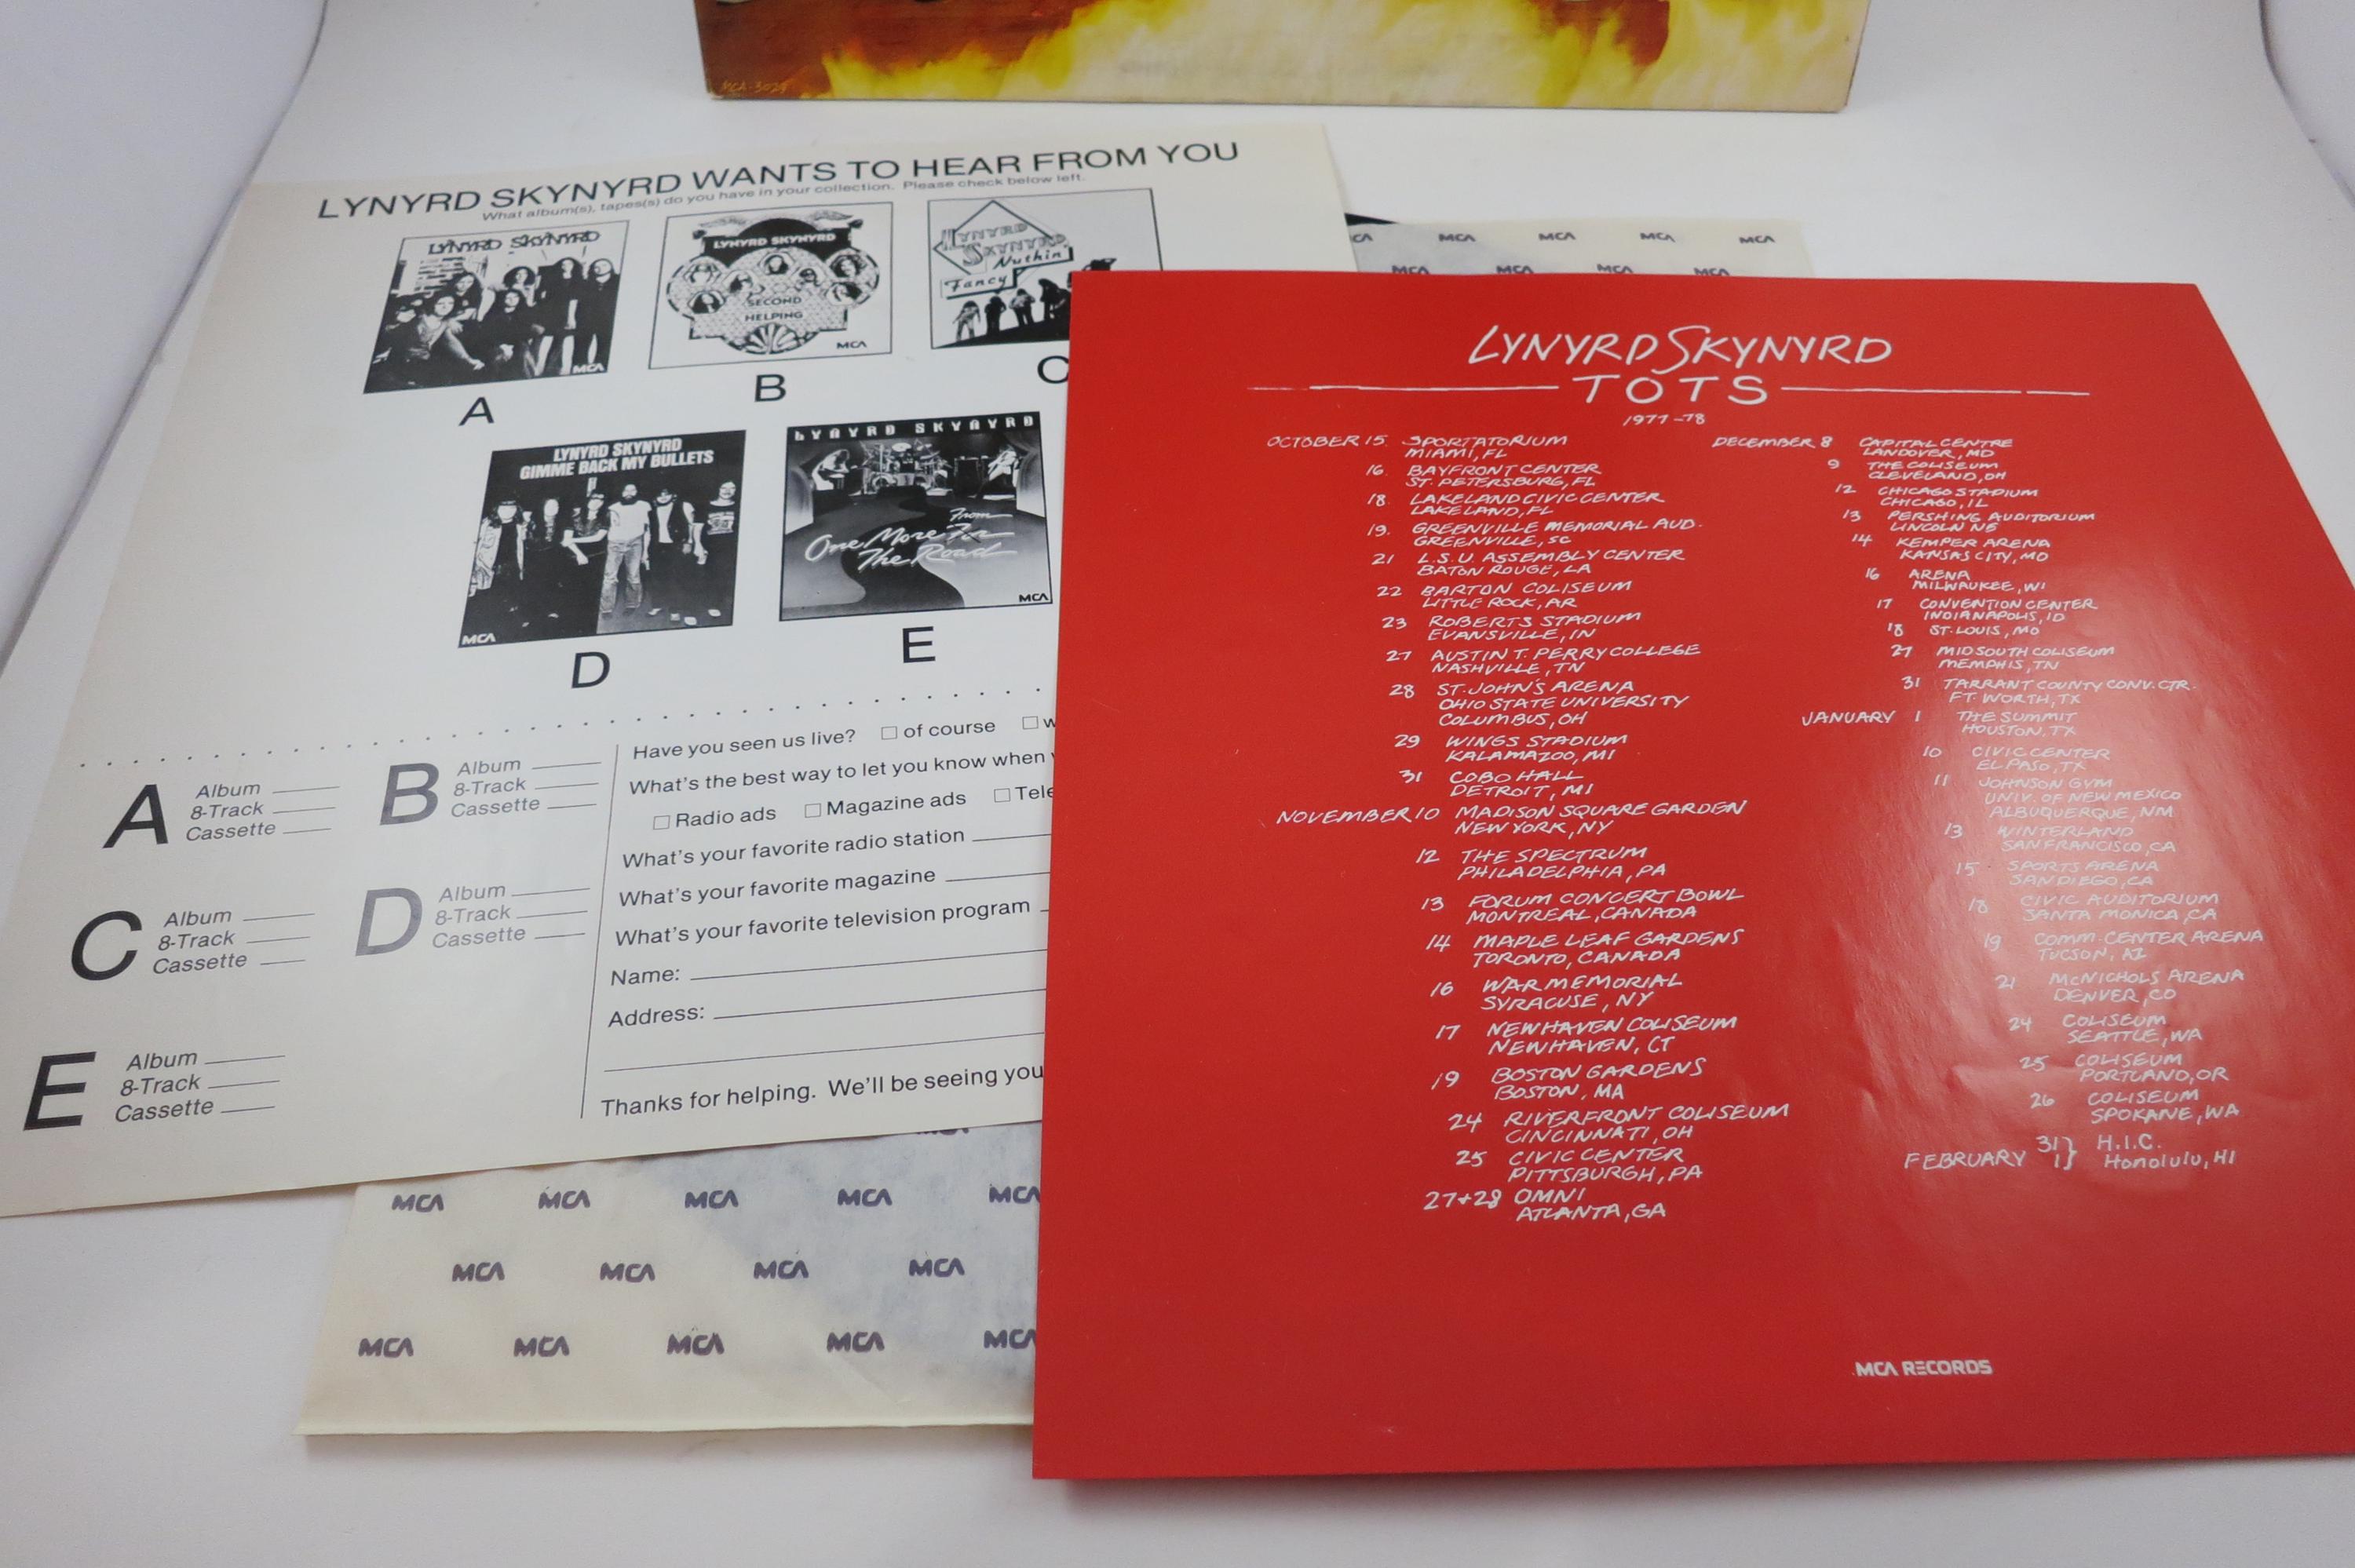 MCA-3029
LYNYRD SKYNYRD WANTS TO HEAR FROM YOU
What album(s), tapes(s) do you have in your collection. Please check below left.
LYNYRD SKYNYRD
MCA
A
LYNYRD SKYNYRD
SECOND
HELPING
MCA
B
LYNYRD
SKYNYRD
Nuthin'
Fancy
C
LYNYRD SKYNYRD
GIMME BACK MY BULLETS
MCA
D
LYNYRD SKYNYRD
One More From
For The Road
MCA
E
A
Album
8-Track
Cassette
B
Album
8-Track
Cassette
C
Album
8-Track
Cassette
D
Album
8-Track
Cassette
E
Album
8-Track
Cassette
Have you seen us live? □ of course □ w
What's the best way to let you know when
□ Radio ads □ Magazine ads □ Tele
What's your favorite radio station
What's your favorite magazine
What's your favorite television program
Name:
Address:
Thanks for helping. We'll be seeing you
MCA MCA MCA MCA
MCA MCA MCA MCA
MCA MCA MCA MCA MCA
MCA MCA MCA MCA
MCA MCA MCA MCA MCA
LYNYRD SKYNYRD
TOTS
1977-78
OCTOBER 15. SPORTATORIUM
MIAMI, FL
16. BAYFRONT CENTER
ST. PETERSBURG, FL
18. LAKELAND CIVIC CENTER
LAKELAND, FL
19. GREENVILLE MEMORIAL AUD.
GREENVILLE, SC
21 L.S.U. ASSEMBLY CENTER
BATON ROUGE, LA
22 BARTON COLISEUM
LITTLE ROCK, AR
23 ROBERTS STADIUM
EVANSVILLE, IN
27 AUSTIN T. PERRY COLLEGE
NASHVILLE, TN
28 ST. JOHN'S ARENA
OHIO STATE UNIVERSITY
COLUMBUS, OH
29 WINGS STADIUM
KALAMAZOO, MI
31 COBO HALL
DETROIT, MI
NOVEMBER 10 MADISON SQUARE GARDEN
NEW YORK, NY
12 THE SPECTRUM
PHILADELPHIA, PA
13 FORUM CONCERT BOWL
MONTREAL, CANADA
14 MAPLE LEAF GARDENS
TORONTO, CANADA
16 WAR MEMORIAL
SYRACUSE, NY
17 NEW HAVEN COLISEUM
NEW HAVEN, CT
19 BOSTON GARDENS
BOSTON, MA
24 RIVERFRONT COLISEUM
CINCINNATI, OH
25 CIVIC CENTER
PITTSBURGH, PA
27+28 OMNI
ATLANTA, GA
DECEMBER 8 CAPITAL CENTRE
LANDOVER, MD
9 THE COLISEUM
CLEVELAND, OH
12 CHICAGO STADIUM
CHICAGO, IL
13 PERSHING AUDITORIUM
LINCOLN NE
14 KEMPER ARENA
KANSAS CITY, MO
16 ARENA
MILWAUKEE, WI
17 CONVENTION CENTER
INDIANAPOLIS, ID
18 ST. LOUIS, MO
27 MID SOUTH COLISEUM
MEMPHIS, TN
31 TARRANT COUNTY CONV. CTR.
FT. WORTH, TX
JANUARY 1 THE SUMMIT
HOUSTON, TX
10 CIVIC CENTER
EL PASO, TX
11 JOHNSON GYM
UNIV. OF NEW MEXICO
ALBUQUERQUE, NM
13 WINTERLAND
SAN FRANCISCO, CA
15 SPORTS ARENA
SAN DIEGO, CA
18 CIVIC AUDITORIUM
SANTA MONICA, CA
19 COMM. CENTER ARENA
TUCSON, AZ
21 McNICHOLS ARENA
DENVER, CO
24 COLISEUM
SEATTLE, WA
25 COLISEUM
PORTLAND, OR
26 COLISEUM
SPOKANE, WA
31} H.I.C.
FEBRUARY 1} Honolulu, HI
MCA RECORDS